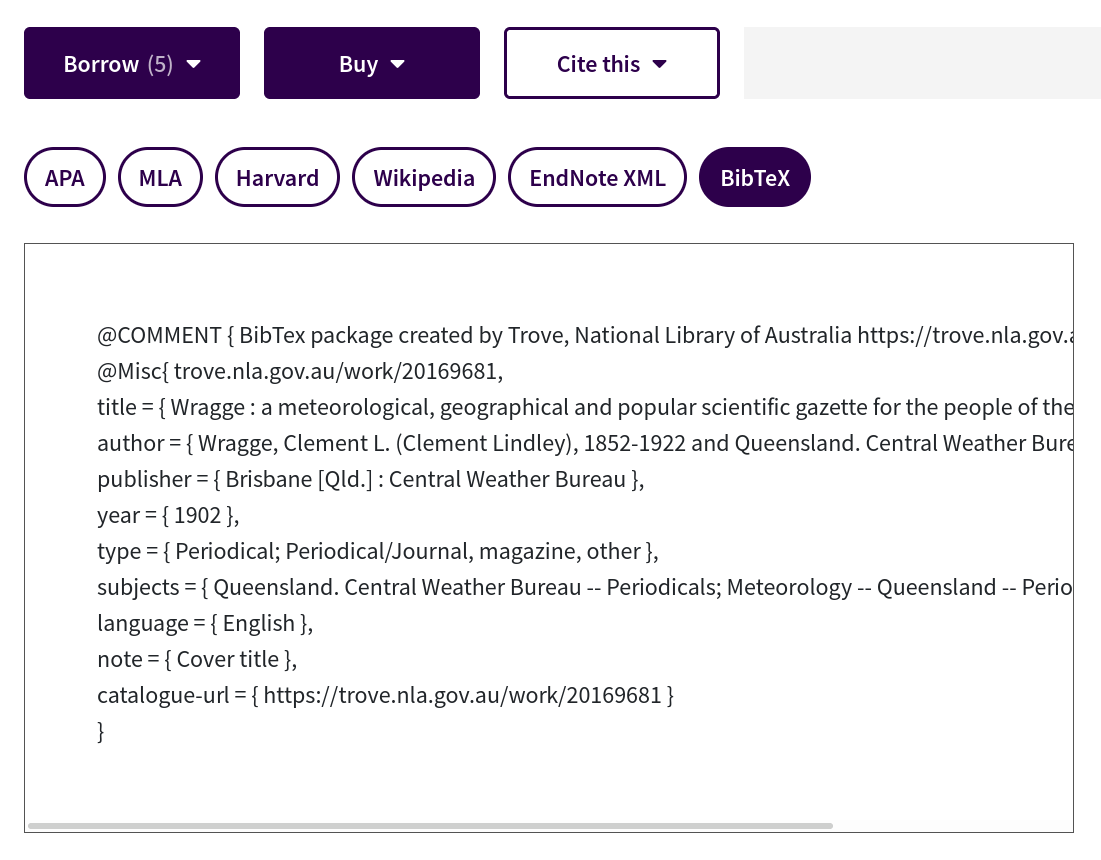 Borrow (5)
Buy
Cite this
APA
MLA
Harvard
Wikipedia
EndNote XML
BibTeX
@COMMENT { BibTex package created by Trove, National Library of Australia https://trove.nla.gov.a
@Misc{ trove.nla.gov.au/work/20169681,
title = { Wragge : a meteorological, geographical and popular scientific gazette for the people of the
author = { Wragge, Clement L. (Clement Lindley), 1852-1922 and Queensland. Central Weather Bure
publisher = { Brisbane [Qld.] : Central Weather Bureau },
year = { 1902 },
type = { Periodical; Periodical/Journal, magazine, other },
subjects = { Queensland. Central Weather Bureau -- Periodicals; Meteorology -- Queensland -- Perio
language = { English },
note = { Cover title },
catalogue-url = { https://trove.nla.gov.au/work/20169681 }
}